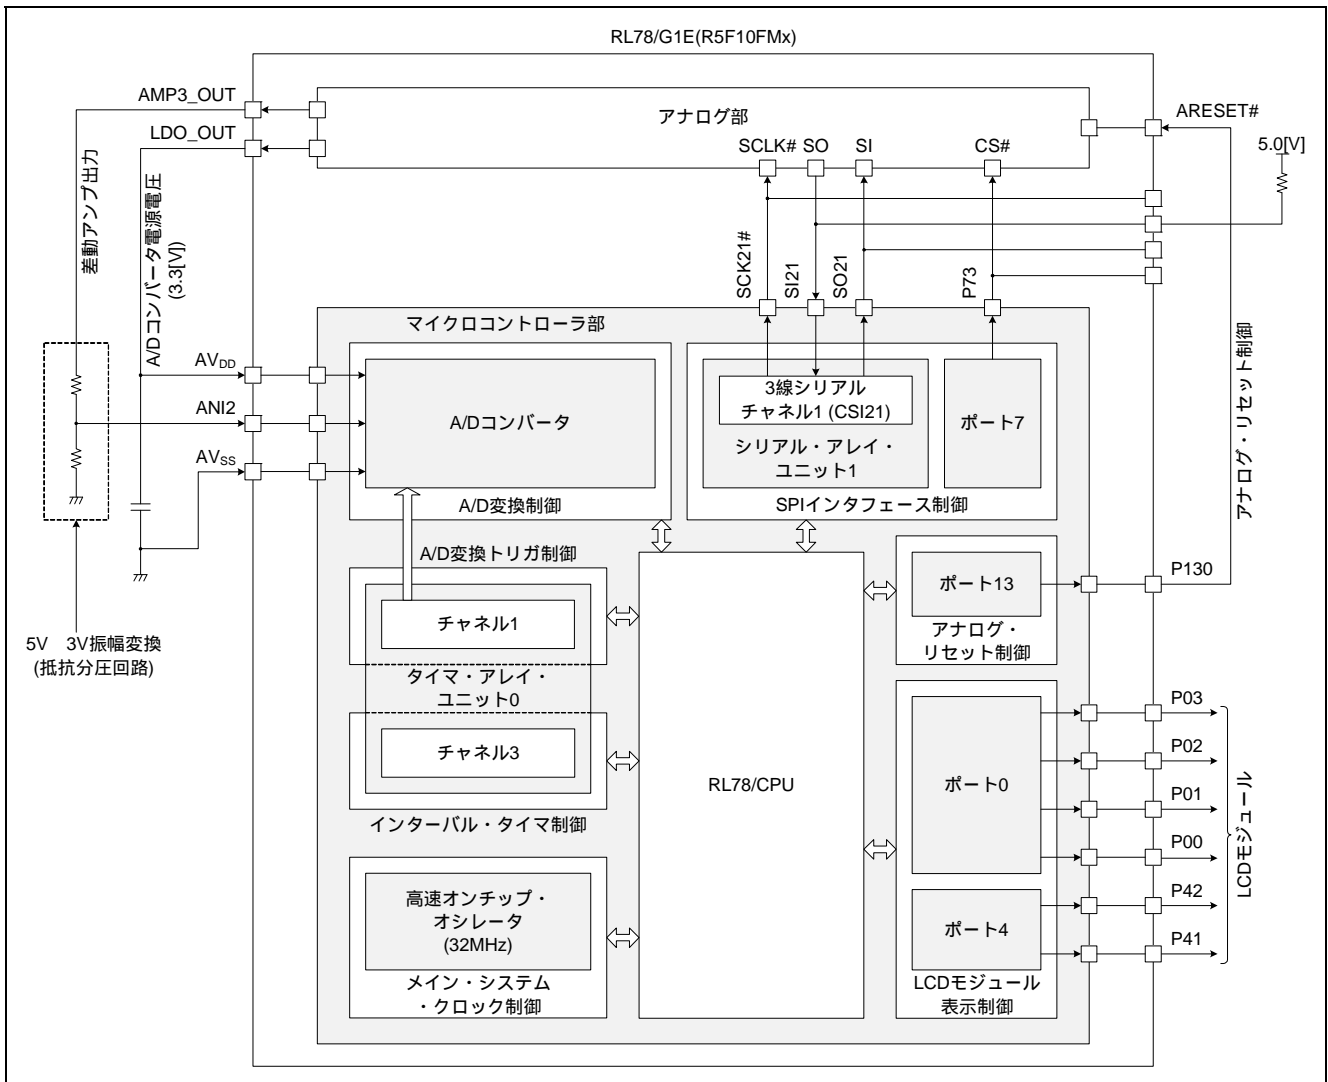 RL78/G1E(R5F10FMx)
AMP3_OUT
LDO_OUT
アナログ部
SCLK#
SO
SI
CS#
ARESET#
5.0[V]
差動アンプ出力
A/Dコンバータ電源電圧
(3.3[V])
SCK21#
SI21
SO21
P73
アナログ・リセット制御
マイクロコントローラ部
AVDD
ANI2
AVSS
A/Dコンバータ
A/D変換制御
3線シリアル
チャネル1 (CSI21)
シリアル・アレイ・
ユニット1
ポート7
SPIインタフェース制御
A/D変換トリガ制御
チャネル1
タイマ・アレイ・
ユニット0
チャネル3
インターバル・タイマ制御
高速オンチップ・
オシレータ
(32MHz)
メイン・システム
・クロック制御
RL78/CPU
ポート13
アナログ・
リセット制御
P130
5V 3V振幅変換
(抵抗分圧回路)
ポート0
ポート4
LCDモジュール
表示制御
P03
P02
P01
P00
P42
P41
LCDモジュール